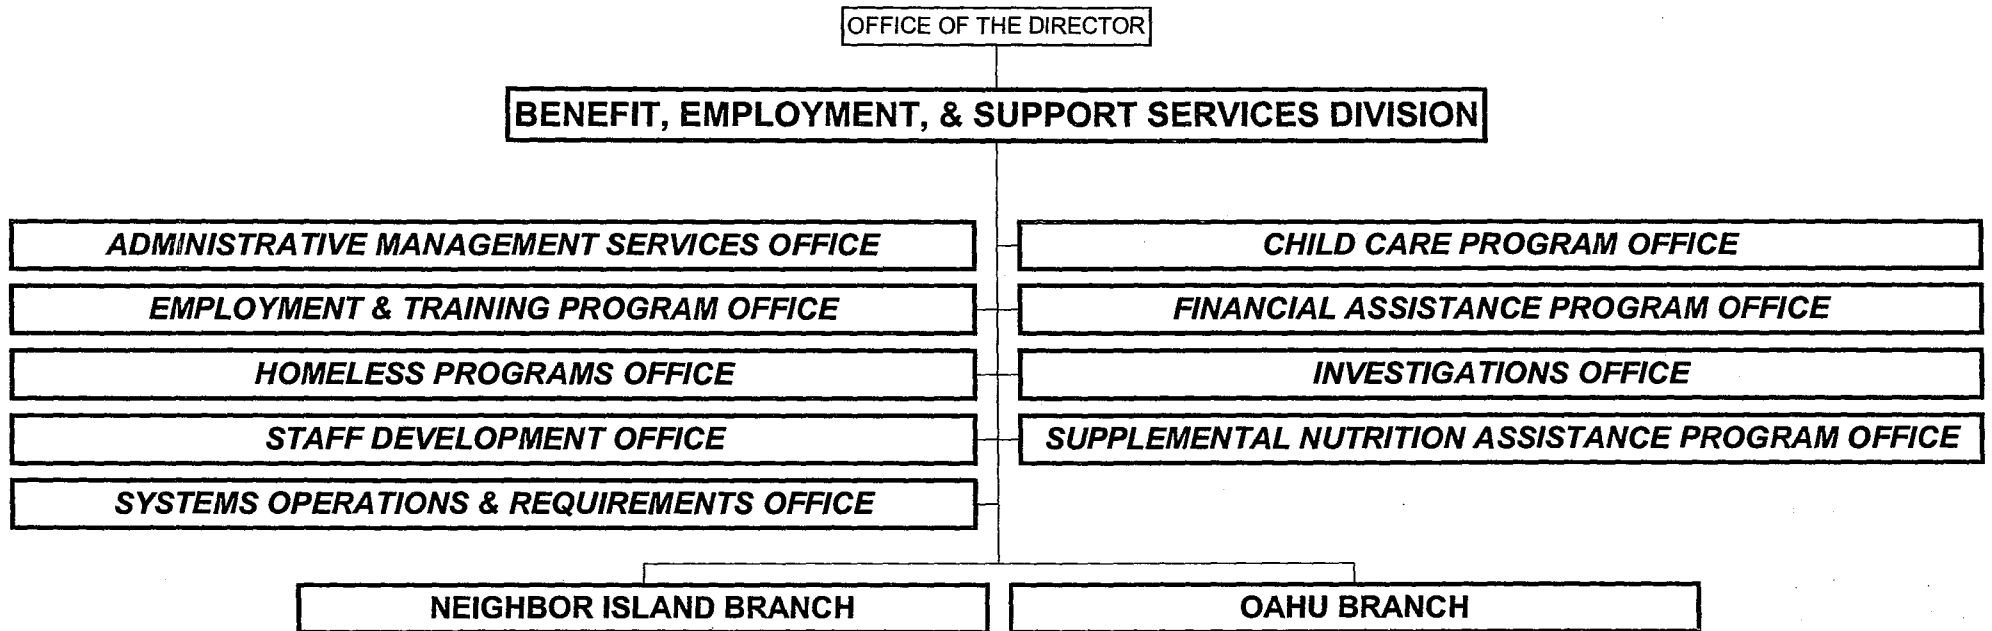 OFFICE OF THE DIRECTOR
BENEFIT, EMPLOYMENT, & SUPPORT SERVICES DIVISION
ADMINISTRATIVE MANAGEMENT SERVICES OFFICE
CHILD CARE PROGRAM OFFICE
EMPLOYMENT & TRAINING PROGRAM OFFICE
FINANCIAL ASSISTANCE PROGRAM OFFICE
HOMELESS PROGRAMS OFFICE
INVESTIGATIONS OFFICE
STAFF DEVELOPMENT OFFICE
SUPPLEMENTAL NUTRITION ASSISTANCE PROGRAM OFFICE
SYSTEMS OPERATIONS & REQUIREMENTS OFFICE
NEIGHBOR ISLAND BRANCH
OAHU BRANCH